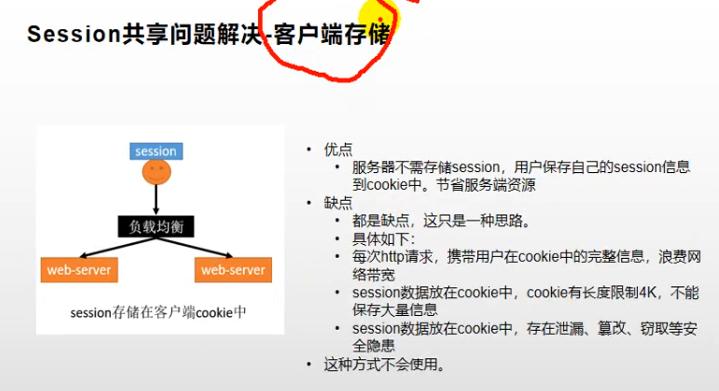 Session共享问题解决-客户端存储
session
负载均衡
web-server
web-server
session存储在客户端cookie中
• 优点
• 服务器不需存储session，用户保存自己的session信息
到cookie中。节省服务端资源
• 缺点
• 都是缺点，这只是一种思路。
• 具体如下：
• 每次http请求，携带用户在cookie中的完整信息，浪费网
络带宽
• session数据放在cookie中，cookie有长度限制4K，不能
保存大量信息
• session数据放在cookie中，存在泄漏、篡改、窃取等安
全隐患
• 这种方式不会使用。